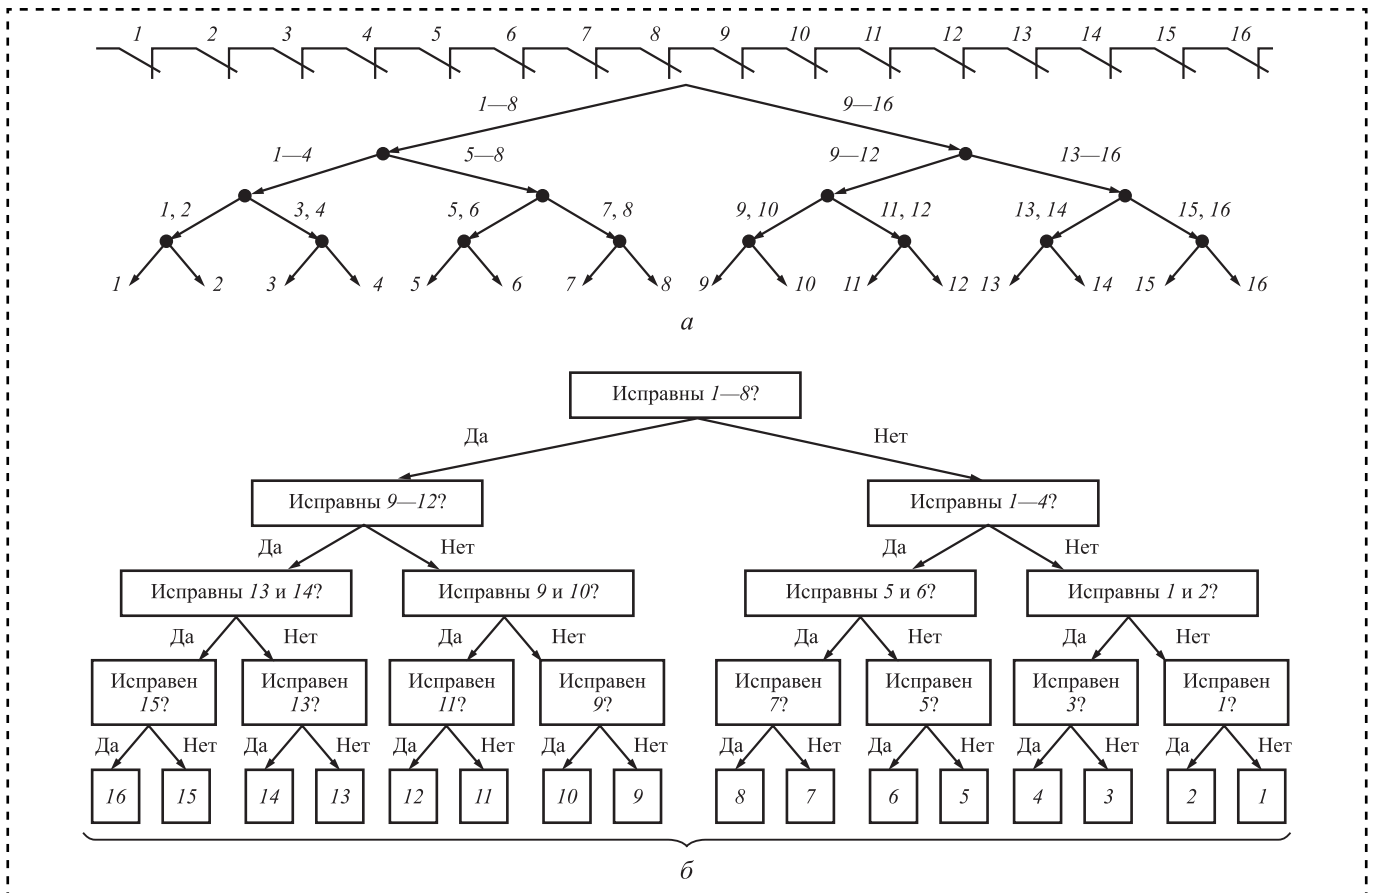 1 2 3 4 5 6 7 8 9 10 11 12 13 14 15 16
1—8 9—16
1—4 5—8 9—12 13—16
1, 2 3, 4 5, 6 7, 8 9, 10 11, 12 13, 14 15, 16
1 2 3 4 5 6 7 8 9 10 11 12 13 14 15 16
а
Исправны 1—8?
Да Нет
Исправны 9—12? Исправны 1—4?
Да Нет Да Нет
Исправны 13 и 14? Исправны 9 и 10? Исправны 5 и 6? Исправны 1 и 2?
Да Нет Да Нет Да Нет Да Нет
Исправен Исправен Исправен Исправен Исправен Исправен Исправен Исправен
15? 13? 11? 9? 7? 5? 3? 1?
Да Нет Да Нет Да Нет Да Нет Да Нет Да Нет Да Нет Да Нет
16 15 14 13 12 11 10 9 8 7 6 5 4 3 2 1
б